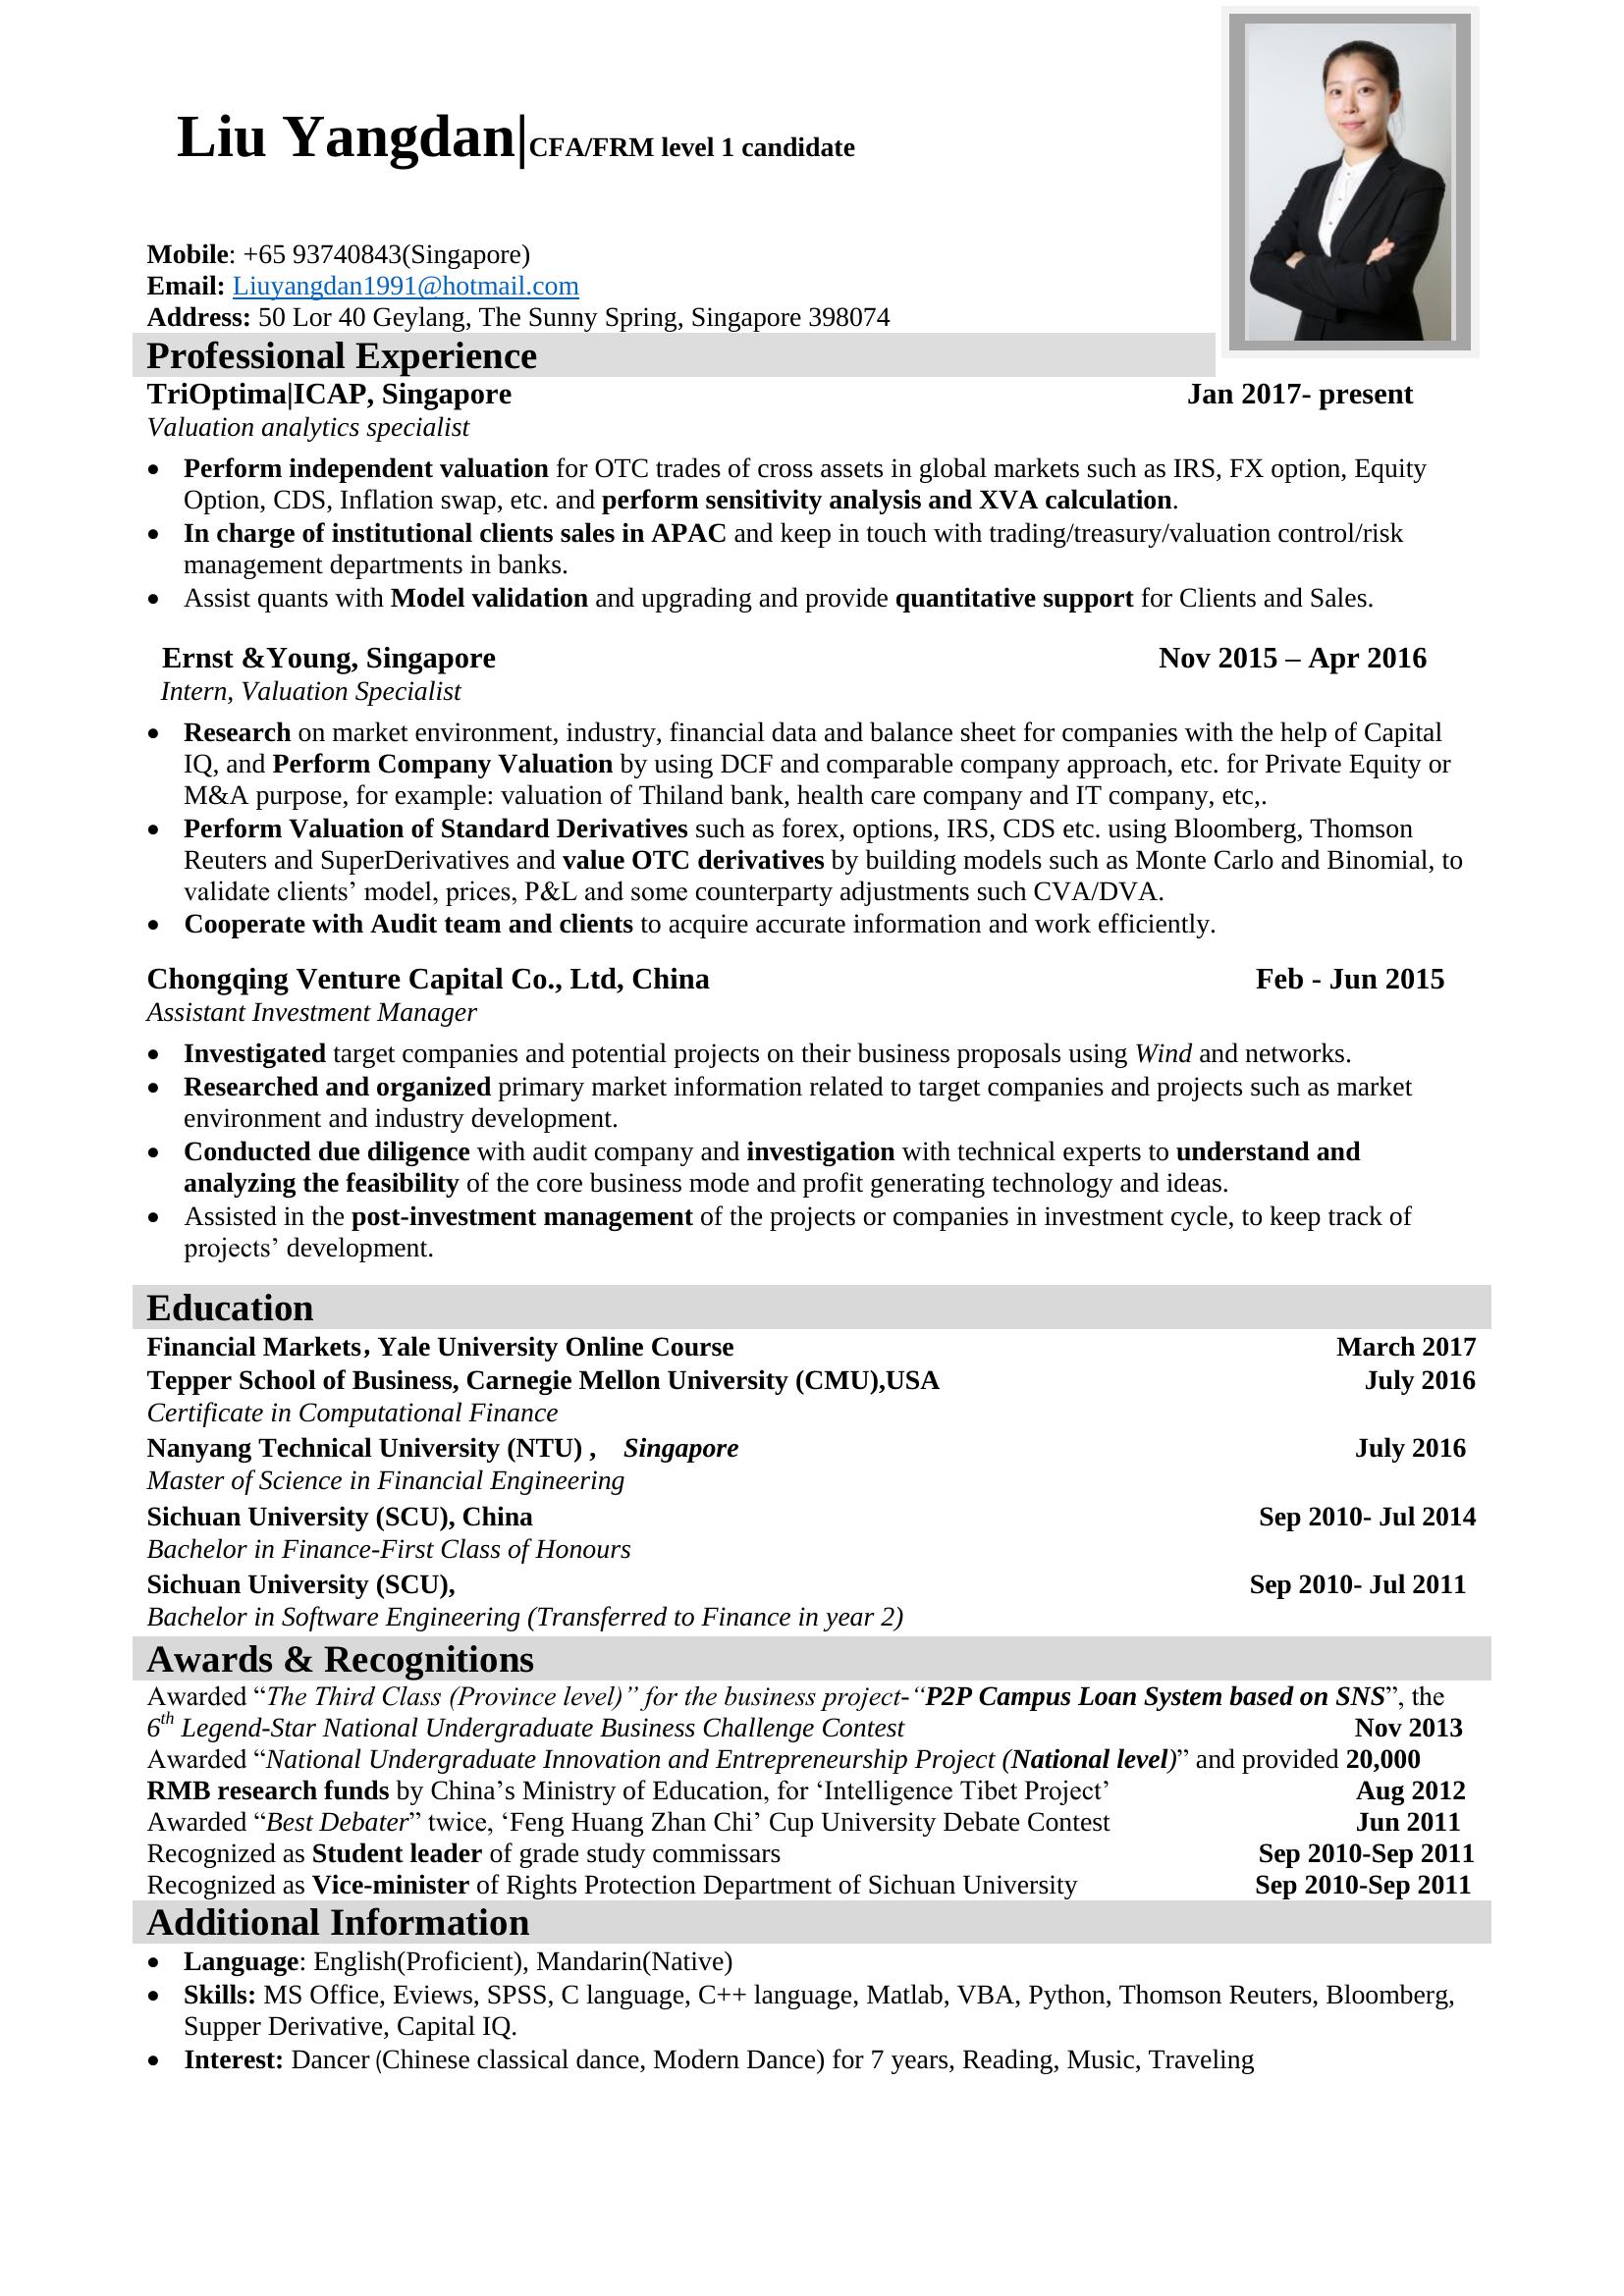 Liu Yangdan|CFA/FRM level 1 candidate
Mobile: +65 93740843(Singapore)
Email: Liuyangdan1991@hotmail.com
Address: 50 Lor 40 Geylang, The Sunny Spring, Singapore 398074
Professional Experience
TriOptima|ICAP, Singapore Jan 2017- present
Valuation analytics specialist
• Perform independent valuation for OTC trades of cross assets in global markets such as IRS, FX option, Equity
Option, CDS, Inflation swap, etc. and perform sensitivity analysis and XVA calculation.
• In charge of institutional clients sales in APAC and keep in touch with trading/treasury/valuation control/risk
management departments in banks.
• Assist quants with Model validation and upgrading and provide quantitative support for Clients and Sales.
Ernst &Young, Singapore Nov 2015 – Apr 2016
Intern, Valuation Specialist
• Research on market environment, industry, financial data and balance sheet for companies with the help of Capital
IQ, and Perform Company Valuation by using DCF and comparable company approach, etc. for Private Equity or
M&A purpose, for example: valuation of Thiland bank, health care company and IT company, etc,.
• Perform Valuation of Standard Derivatives such as forex, options, IRS, CDS etc. using Bloomberg, Thomson
Reuters and SuperDerivatives and value OTC derivatives by building models such as Monte Carlo and Binomial, to
validate clients’ model, prices, P&L and some counterparty adjustments such CVA/DVA.
• Cooperate with Audit team and clients to acquire accurate information and work efficiently.
Chongqing Venture Capital Co., Ltd, China Feb - Jun 2015
Assistant Investment Manager
• Investigated target companies and potential projects on their business proposals using Wind and networks.
• Researched and organized primary market information related to target companies and projects such as market
environment and industry development.
• Conducted due diligence with audit company and investigation with technical experts to understand and
analyzing the feasibility of the core business mode and profit generating technology and ideas.
• Assisted in the post-investment management of the projects or companies in investment cycle, to keep track of
projects’ development.
Education
Financial Markets, Yale University Online Course March 2017
Tepper School of Business, Carnegie Mellon University (CMU),USA July 2016
Certificate in Computational Finance
Nanyang Technical University (NTU) , Singapore July 2016
Master of Science in Financial Engineering
Sichuan University (SCU), China Sep 2010- Jul 2014
Bachelor in Finance-First Class of Honours
Sichuan University (SCU), Sep 2010- Jul 2011
Bachelor in Software Engineering (Transferred to Finance in year 2)
Awards & Recognitions
Awarded “The Third Class (Province level)” for the business project-“P2P Campus Loan System based on SNS”, the
6th Legend-Star National Undergraduate Business Challenge Contest Nov 2013
Awarded “National Undergraduate Innovation and Entrepreneurship Project (National level)” and provided 20,000
RMB research funds by China’s Ministry of Education, for ‘Intelligence Tibet Project’ Aug 2012
Awarded “Best Debater” twice, ‘Feng Huang Zhan Chi’ Cup University Debate Contest Jun 2011
Recognized as Student leader of grade study commissars Sep 2010-Sep 2011
Recognized as Vice-minister of Rights Protection Department of Sichuan University Sep 2010-Sep 2011
Additional Information
• Language: English(Proficient), Mandarin(Native)
• Skills: MS Office, Eviews, SPSS, C language, C++ language, Matlab, VBA, Python, Thomson Reuters, Bloomberg,
Supper Derivative, Capital IQ.
• Interest: Dancer (Chinese classical dance, Modern Dance) for 7 years, Reading, Music, Traveling